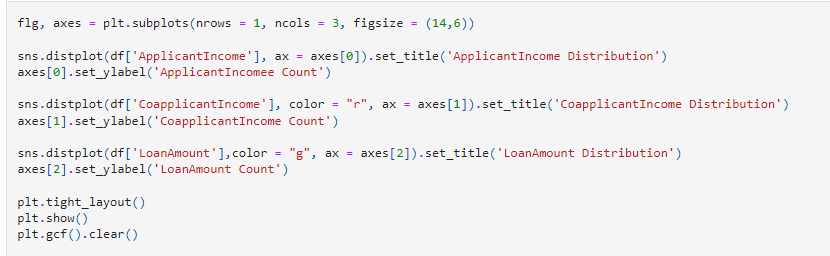 flg, axes = plt.subplots(nrows = 1, ncols = 3, figsize = (14,6))
sns.distplot(df['ApplicantIncome'], ax = axes[0]).set_title('ApplicantIncome Distribution')
axes[0].set_ylabel('ApplicantIncomee Count')
sns.distplot(df['CoapplicantIncome'], color = "r", ax = axes[1]).set_title('CoapplicantIncome Distribution')
axes[1].set_ylabel('CoapplicantIncome Count')
sns.distplot(df['LoanAmount'],color = "g", ax = axes[2]).set_title('LoanAmount Distribution')
axes[2].set_ylabel('LoanAmount Count')
plt.tight_layout()
plt.show()
plt.gcf().clear()